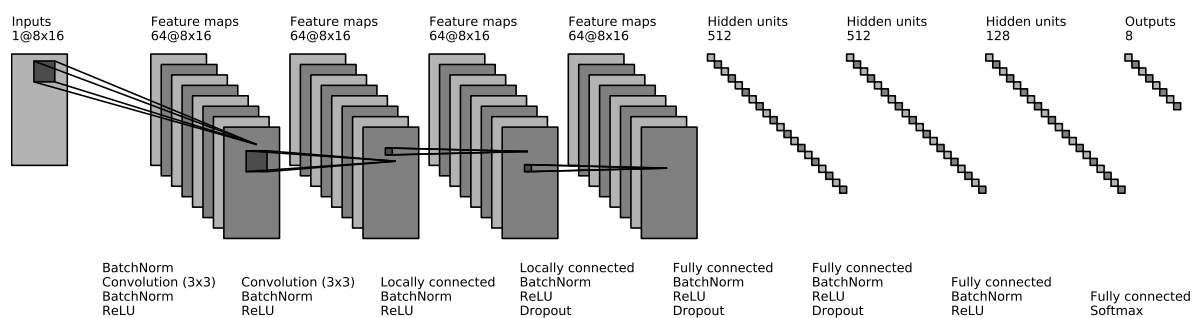 Inputs
1@8x16
Feature maps
64@8x16
Feature maps
64@8x16
Feature maps
64@8x16
Feature maps
64@8x16
Hidden units
512
Hidden units
512
Hidden units
128
Outputs
8
BatchNorm
Convolution (3x3)
BatchNorm
ReLU
Convolution (3x3)
BatchNorm
ReLU
Locally connected
BatchNorm
ReLU
Locally connected
BatchNorm
ReLU
Dropout
Fully connected
BatchNorm
ReLU
Dropout
Fully connected
BatchNorm
ReLU
Dropout
Fully connected
BatchNorm
ReLU
Fully connected
Softmax